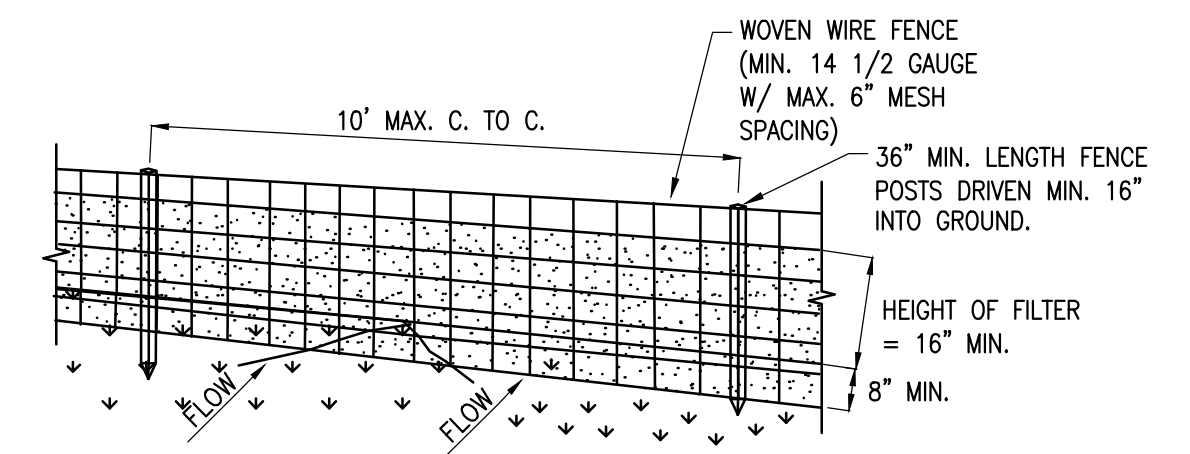 WOVEN WIRE FENCE
(MIN. 14 1/2 GAUGE
W/ MAX. 6" MESH
SPACING)
10' MAX. C. TO C.
36" MIN. LENGTH FENCE
POSTS DRIVEN MIN. 16"
INTO GROUND.
HEIGHT OF FILTER
= 16" MIN.
8" MIN.
FLOW
FLOW